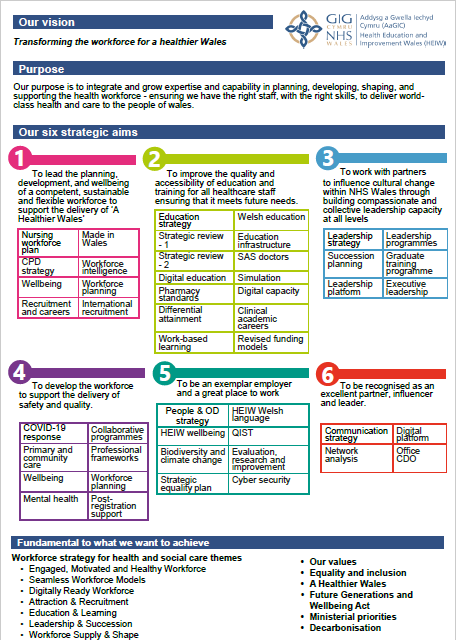 Our vision
Transforming the workforce for a healthier Wales
GIG
CYMRU
NHS
WALES
Addysg a Gwella Iechyd
Cymru (AaGIC)
Health Education and
Improvement Wales (HEIW)
Purpose
Our purpose is to integrate and grow expertise and capability in planning, developing, shaping, and
supporting the health workforce - ensuring we have the right staff, with the right skills, to deliver world-
class health and care to the people of wales.
Our six strategic aims
1
To lead the planning,
development, and wellbeing
of a competent, sustainable
and flexible workforce to
support the delivery of 'A
Healthier Wales'
Nursing
workforce
plan
Made in
Wales
CPD
strategy
Workforce
intelligence
Wellbeing
Workforce
planning
Recruitment
and careers
International
recruitment
2
To improve the quality and
accessibility of education and
training for all healthcare staff
ensuring that it meets future needs.
Education
strategy
Welsh education
Strategic review
- 1
Education
infrastructure
Strategic review
- 2
SAS doctors
Digital education
Simulation
Pharmacy
standards
Digital capacity
Differential
attainment
Clinical
academic
careers
Work-based
learning
Revised funding
models
3
To work with partners
to influence cultural change
within NHS Wales through
building compassionate and
collective leadership capacity
at all levels
Leadership
strategy
Leadership
programmes
Succession
planning
Graduate
training
programme
Leadership
platform
Executive
leadership
4
To develop the workforce
to support the delivery of
safety and quality.
COVID-19
response
Collaborative
programmes
Primary and
community
care
Professional
frameworks
Wellbeing
Workforce
planning
Mental health
Post-
registration
support
5
To be an exemplar employer
and a great place to work
People & OD
strategy
HEIW Welsh
language
HEIW wellbeing
QIST
Biodiversity and
climate change
Evaluation,
research and
improvement
Strategic
equality plan
Cyber security
6
To be recognised as an
excellent partner, influencer
and leader.
Communication
strategy
Digital
platform
Network
analysis
Office
CDO
Fundamental to what we want to achieve
Workforce strategy for health and social care themes
• Engaged, Motivated and Healthy Workforce
• Seamless Workforce Models
• Digitally Ready Workforce
• Attraction & Recruitment
• Education & Learning
• Leadership & Succession
• Workforce Supply & Shape
• Our values
• Equality and inclusion
• A Healthier Wales
• Future Generations and
Wellbeing Act
• Ministerial priorities
• Decarbonisation